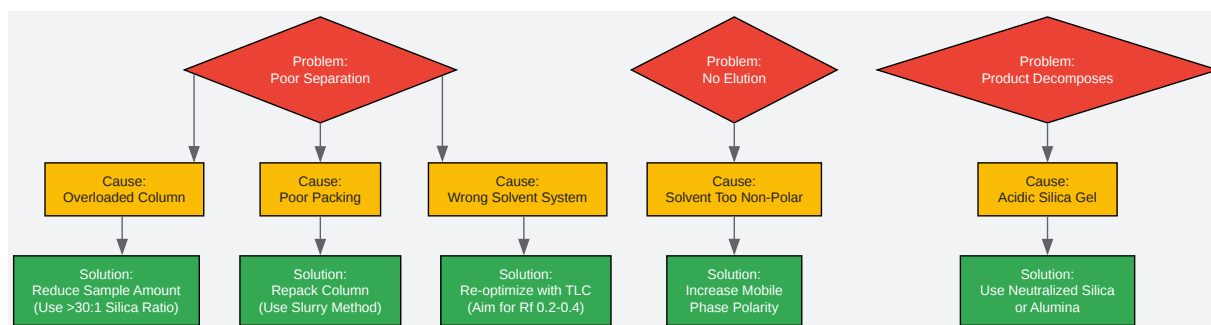 Problem:
Poor Separation
Problem:
No Elution
Problem:
Product Decomposes
Cause:
Overloaded Column
Cause:
Poor Packing
Cause:
Wrong Solvent System
Cause:
Solvent Too Non-Polar
Cause:
Acidic Silica Gel
Solution:
Reduce Sample Amount
(Use >30:1 Silica Ratio)
Solution:
Repack Column
(Use Slurry Method)
Solution:
Re-optimize with TLC
(Aim for Rf 0.2-0.4)
Solution:
Increase Mobile
Phase Polarity
Solution:
Use Neutralized Silica
or Alumina